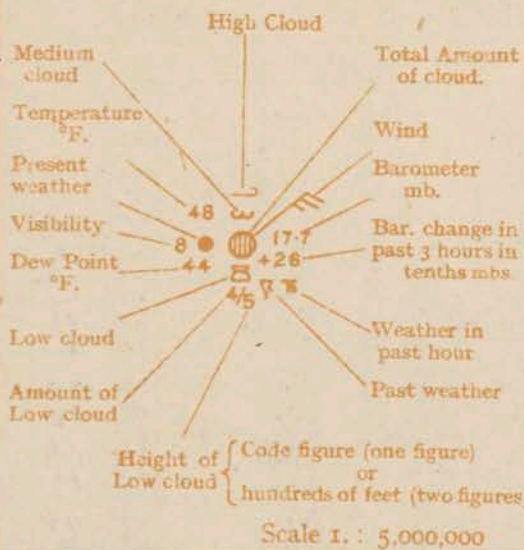 High Cloud
Medium
cloud
Total Amount
of cloud.
Temperature
°F.
Wind
Present
weather
Barometer
mb.
Visibility
Bar. change in
past 3 hours in
tenths mbs
Dew Point
°F.
48
8
17·7
+26
44
4/5
Low cloud
Weather in
past hour
Amount of
Low cloud
Past weather
Height of
Low cloud
Code figure (one figure)
or
hundreds of feet (two figures
Scale 1. : 5,000,000